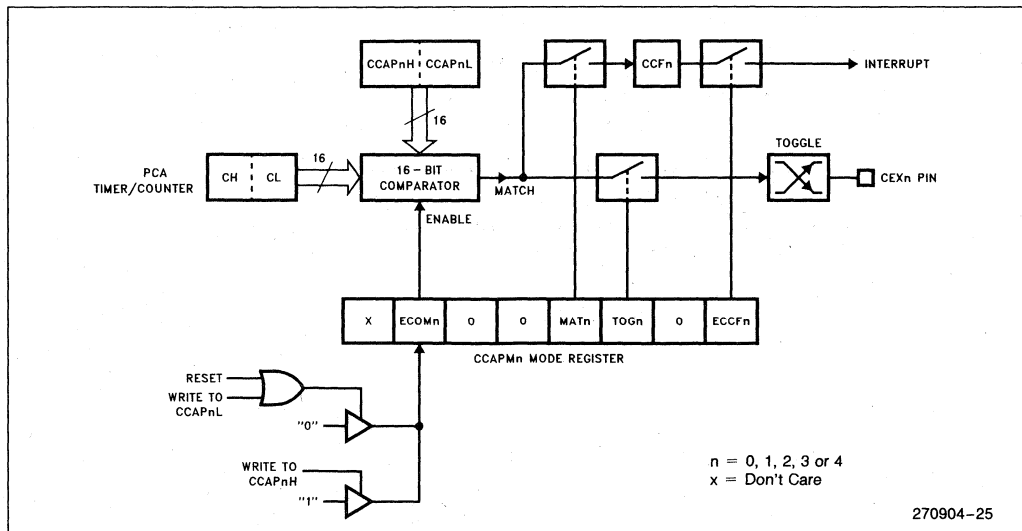 CCAPnH CCAPnL
16
PCA
TIMER/COUNTER
CH CL
16
16 – BIT
COMPARATOR
MATCH
ENABLE
CCFn
INTERRUPT
TOGGLE
CEXn PIN
X ECOMn 0 0 MATn TOGn 0 ECCFn
CCAPMn MODE REGISTER
RESET
WRITE TO
CCAPnL
"0"
WRITE TO
CCAPnH
"1"
n = 0, 1, 2, 3 or 4
x = Don't Care
270904–25